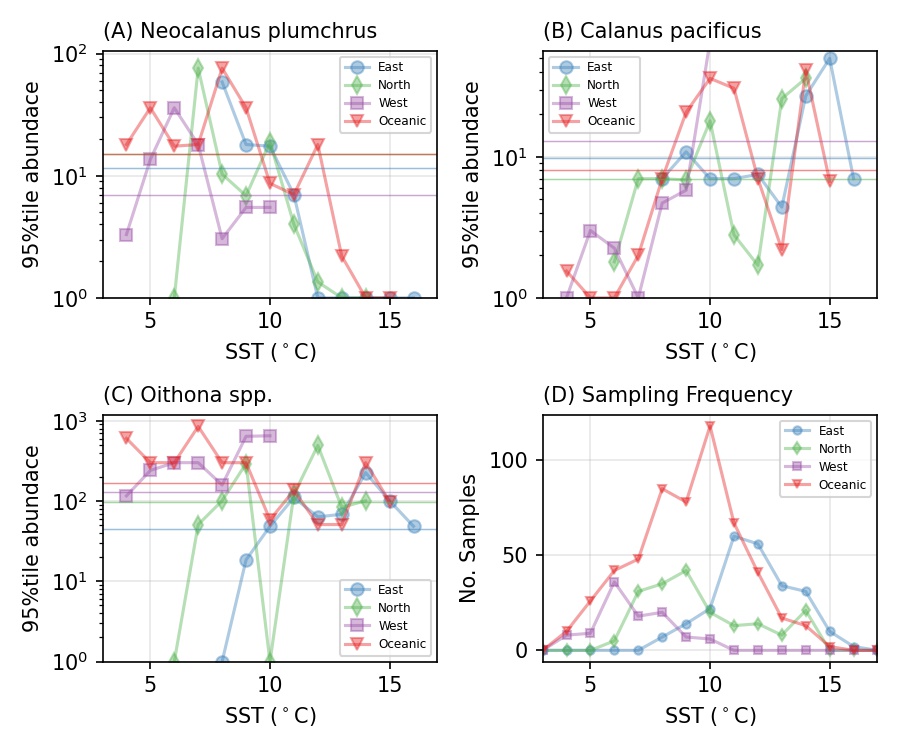 (A) Neocalanus plumchrus
95%tile abundace
10²
10¹
10⁰
East
North
West
Oceanic
5
10
15
SST (°C)
(B) Calanus pacificus
95%tile abundace
10¹
10⁰
East
North
West
Oceanic
5
10
15
SST (°C)
(C) Oithona spp.
95%tile abundace
10³
10²
10¹
10⁰
East
North
West
Oceanic
5
10
15
SST (°C)
(D) Sampling Frequency
No. Samples
100
50
0
East
North
West
Oceanic
5
10
15
SST (°C)